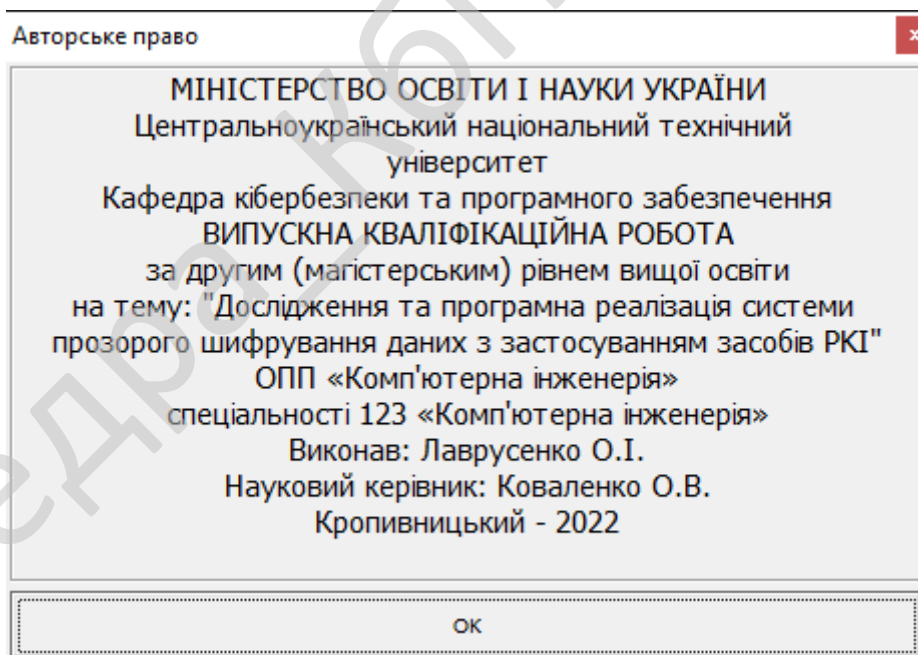 Авторське право
x
МІНІСТЕРСТВО ОСВІТИ І НАУКИ УКРАЇНИ
Центральноукраїнський національний технічний
університет
Кафедра кібербезпеки та програмного забезпечення
ВИПУСКНА КВАЛІФІКАЦІЙНА РОБОТА
за другим (магістерським) рівнем вищої освіти
на тему: "Дослідження та програмна реалізація системи
прозорого шифрування даних з застосуванням засобів PKI"
ОПП «Комп'ютерна інженерія»
спеціальності 123 «Комп'ютерна інженерія»
Виконав: Лаврусенко О.І.
Науковий керівник: Коваленко О.В.
Кропивницький - 2022
ОК